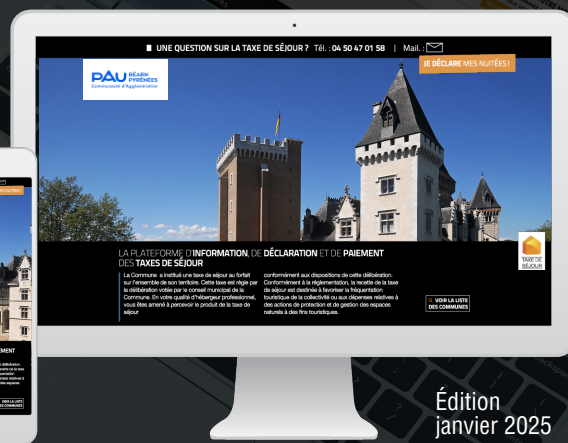 UNE QUESTION SUR LA TAXE DE SÉJOUR ? Tél. : 04 50 47 01 58 | Mail. :
JE DÉCLARE MES NUITÉES !
PAU BÉARN
PYRÉNÉES
Communauté d'Agglomération
LA PLATEFORME D'INFORMATION, DE DÉCLARATION ET DE PAIEMENT
DES TAXES DE SÉJOUR
La Commune a institué une taxe de séjour au forfait
sur l'ensemble de son territoire. Cette taxe est régie par
la délibération votée par le conseil municipal de la
Commune. En votre qualité d'hébergeur professionnel,
vous êtes amené à percevoir le produit de la taxe de
séjour
conformément aux dispositions de cette délibération.
Conformément à la réglementation, la recette de la taxe
de séjour est destinée à favoriser la fréquentation
touristique de la collectivité ou aux dépenses relatives à
des actions de protection et de gestion des espaces
naturels à des fins touristiques.
TAXE DE
SÉJOUR
VOIR LA LISTE
DES COMMUNES
VOIR LA LISTE
DES COMMUNES
Édition
janvier 2025